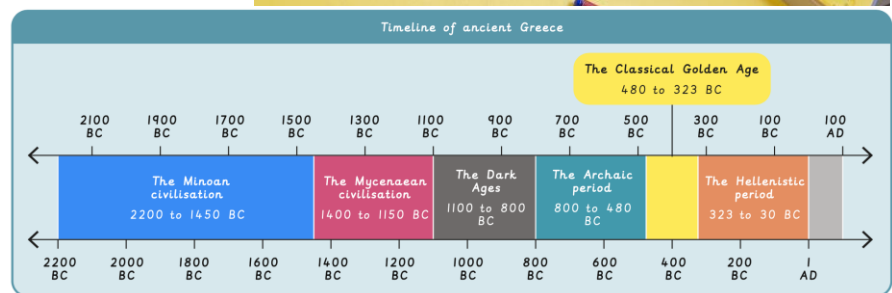 Timeline of ancient Greece
The Classical Golden Age
480 to 323 BC
2100 BC
1900 BC
1700 BC
1500 BC
1300 BC
1100 BC
900 BC
700 BC
500 BC
300 BC
100 BC
100 AD
The Minoan
civilisation
2200 to 1450 BC
The Mycenaean
civilisation
1400 to 1150 BC
The Dark
Ages
1100 to 800
BC
The Archaic
period
800 to 480
BC
The Hellenistic
period
323 to 30 BC
2200 BC
2000 BC
1800 BC
1600 BC
1400 BC
1200 BC
1000 BC
800 BC
600 BC
400 BC
200 BC
1 AD